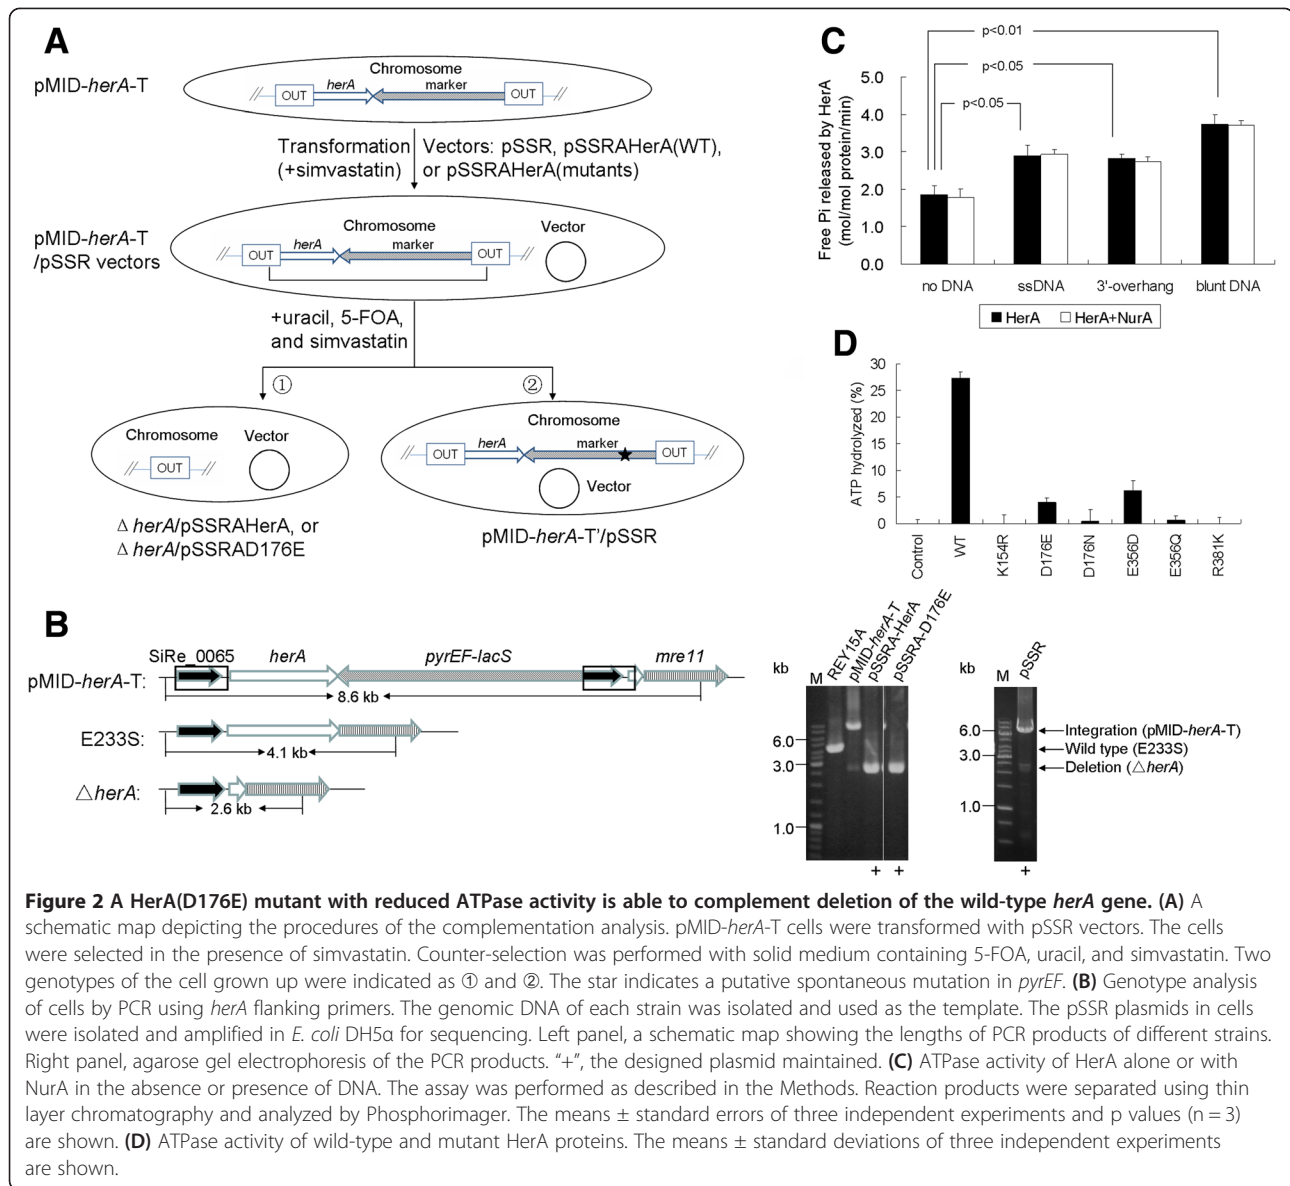 A
pMID-herA-T
Chromosome
OUT
herA
marker
OUT
Transformation
(+simvastatin)
Vectors: pSSR, pSSRAHerA(WT),
or pSSRAHerA(mutants)
pMID-herA-T
/pSSR vectors
Chromosome
Vector
OUT
herA
marker
OUT
+uracil, 5-FOA,
and simvastatin
①
②
Chromosome
Vector
OUT
Δ herA/pSSRAHerA, or
Δ herA/pSSRAD176E
Chromosome
OUT
herA
marker
★
OUT
Vector
pMID-herA-T'/pSSR
C
p<0.01
p<0.05
p<0.05
Free Pi released by HerA
(mol/mol protein/min)
5.0
4.0
3.0
2.0
1.0
0.0
no DNA
ssDNA
3'-overhang
blunt DNA
HerA
HerA+NurA
D
ATP hydrolyzed (%)
30
25
20
15
10
5
0
Control
WT
K154R
D176E
D176N
E356D
E356Q
R381K
B
SiRe_0065
herA
pyrEF-lacS
mre11
pMID-herA-T:
8.6 kb
E233S:
4.1 kb
△herA:
2.6 kb
kb
M
REY15A
pMID-herA-T
pSSRA-HerA
pSSRA-D176E
6.0
3.0
1.0
+
+
kb
M
pSSR
6.0
3.0
1.0
+
Integration (pMID-herA-T)
Wild type (E233S)
Deletion (△herA)
Figure 2 A HerA(D176E) mutant with reduced ATPase activity is able to complement deletion of the wild-type herA gene. (A) A
schematic map depicting the procedures of the complementation analysis. pMID-herA-T cells were transformed with pSSR vectors. The cells
were selected in the presence of simvastatin. Counter-selection was performed with solid medium containing 5-FOA, uracil, and simvastatin. Two
genotypes of the cell grown up were indicated as ① and ②. The star indicates a putative spontaneous mutation in pyrEF. (B) Genotype analysis
of cells by PCR using herA flanking primers. The genomic DNA of each strain was isolated and used as the template. The pSSR plasmids in cells
were isolated and amplified in E. coli DH5α for sequencing. Left panel, a schematic map showing the lengths of PCR products of different strains.
Right panel, agarose gel electrophoresis of the PCR products. “+”, the designed plasmid maintained. (C) ATPase activity of HerA alone or with
NurA in the absence or presence of DNA. The assay was performed as described in the Methods. Reaction products were separated using thin
layer chromatography and analyzed by Phosphorimager. The means ± standard errors of three independent experiments and p values (n = 3)
are shown. (D) ATPase activity of wild-type and mutant HerA proteins. The means ± standard deviations of three independent experiments
are shown.